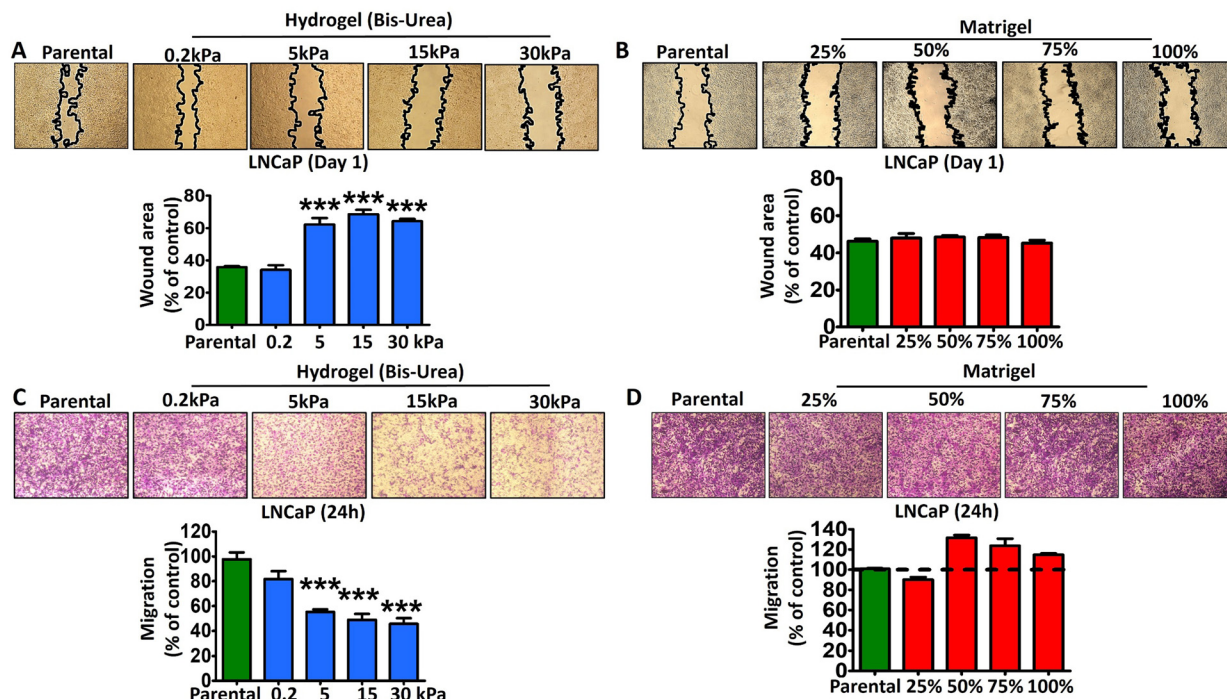 A
Hydrogel (Bis-Urea)
Parental 0.2kPa 5kPa 15kPa 30kPa
LNCaP (Day 1)
Wound area
(% of control)
80
60
40
20
0
*** *** ***
Parental 0.2 5 15 30 kPa
B
Matrigel
Parental 25% 50% 75% 100%
LNCaP (Day 1)
Wound area
(% of control)
80
60
40
20
0
Parental 25% 50% 75% 100%
C
Hydrogel (Bis-Urea)
Parental 0.2kPa 5kPa 15kPa 30kPa
LNCaP (24h)
Migration
(% of control)
120
100
80
60
40
20
0
*** *** ***
Parental 0.2 5 15 30 kPa
D
Matrigel
Parental 25% 50% 75% 100%
LNCaP (24h)
Migration
(% of control)
140
120
100
80
60
40
20
0
Parental 25% 50% 75% 100%